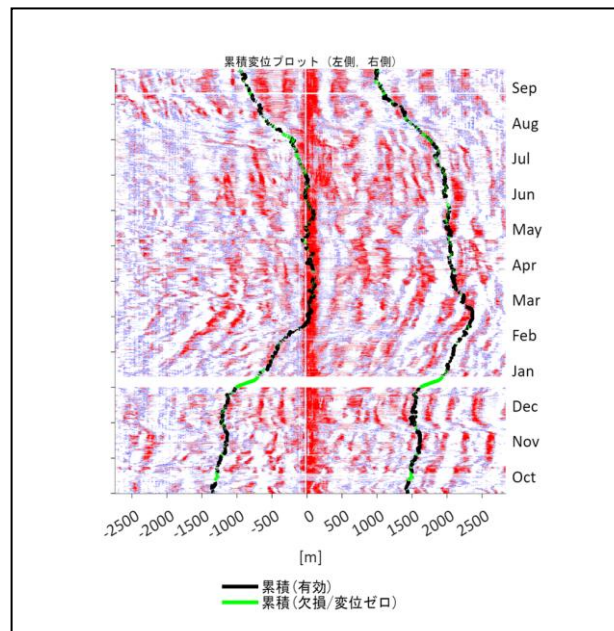 累積変位プロット（左側，右側）
Sep
Aug
Jul
Jun
May
Apr
Mar
Feb
Jan
Dec
Nov
Oct
-2500 -2000 -1500 -1000 -500 0 500 1000 1500 2000 2500
[m]
累積(有効)
累積(欠損/変位ゼロ)